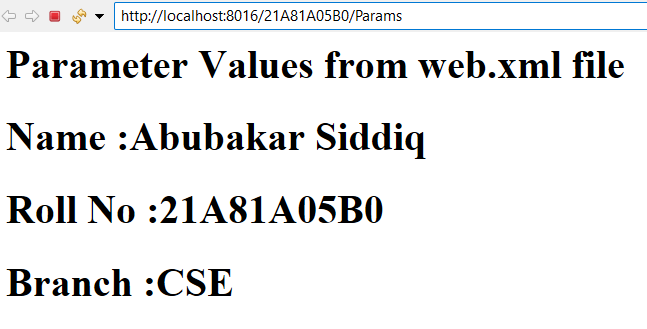 http://localhost:8016/21A81A05B0/Params
Parameter Values from web.xml file
Name :Abubakar Siddiq
Roll No :21A81A05B0
Branch :CSE